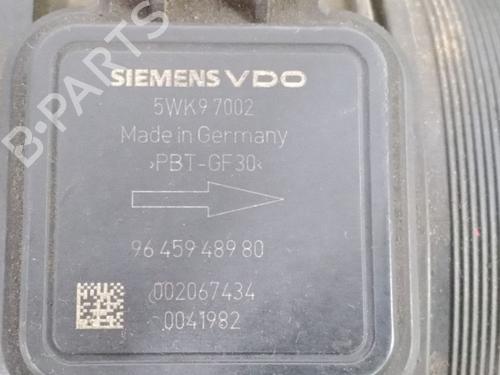 SIEMENS VDO
5WK9 7002
Made in Germany
›PBT-GF30‹
96 459 489 80
002067434
0041982
B-PARTS